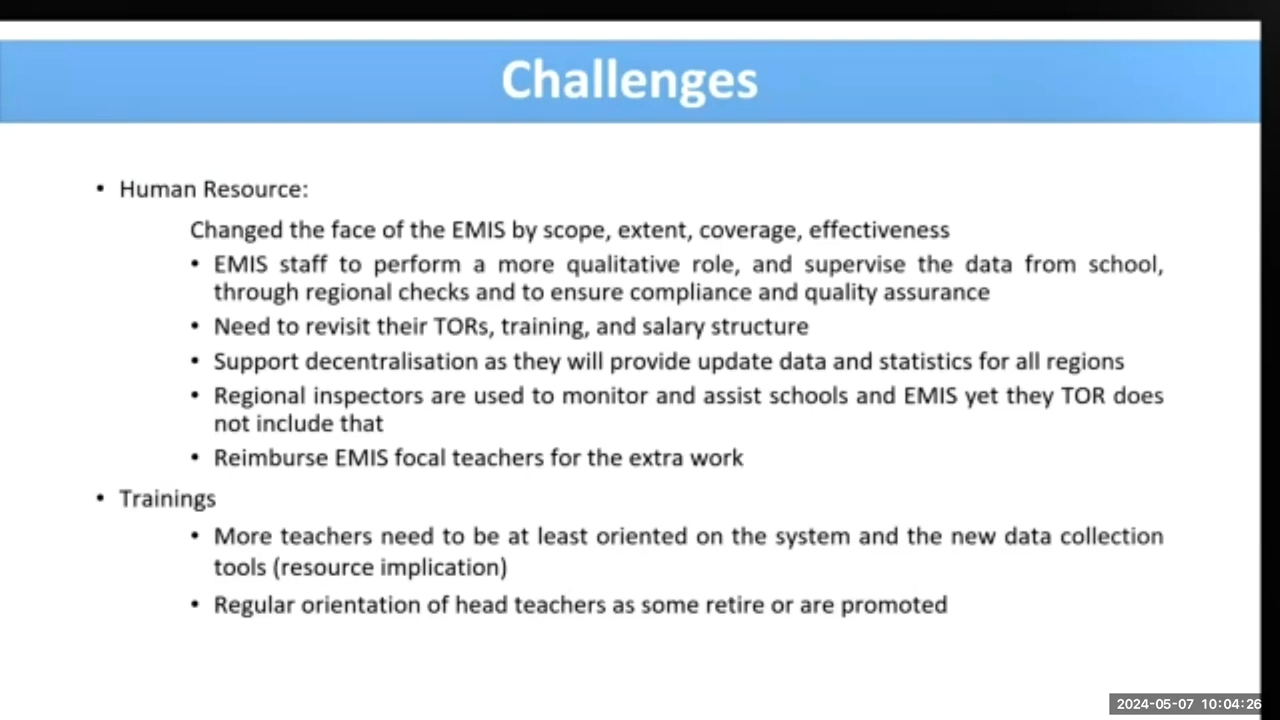 Challenges
• Human Resource:
Changed the face of the EMIS by scope, extent, coverage, effectiveness
• EMIS staff to perform a more qualitative role, and supervise the data from school,
through regional checks and to ensure compliance and quality assurance
• Need to revisit their TORs, training, and salary structure
• Support decentralisation as they will provide update data and statistics for all regions
• Regional inspectors are used to monitor and assist schools and EMIS yet they TOR does
not include that
• Reimburse EMIS focal teachers for the extra work
• Trainings
• More teachers need to be at least oriented on the system and the new data collection
tools (resource implication)
• Regular orientation of head teachers as some retire or are promoted
2024-05-07 10:04:26